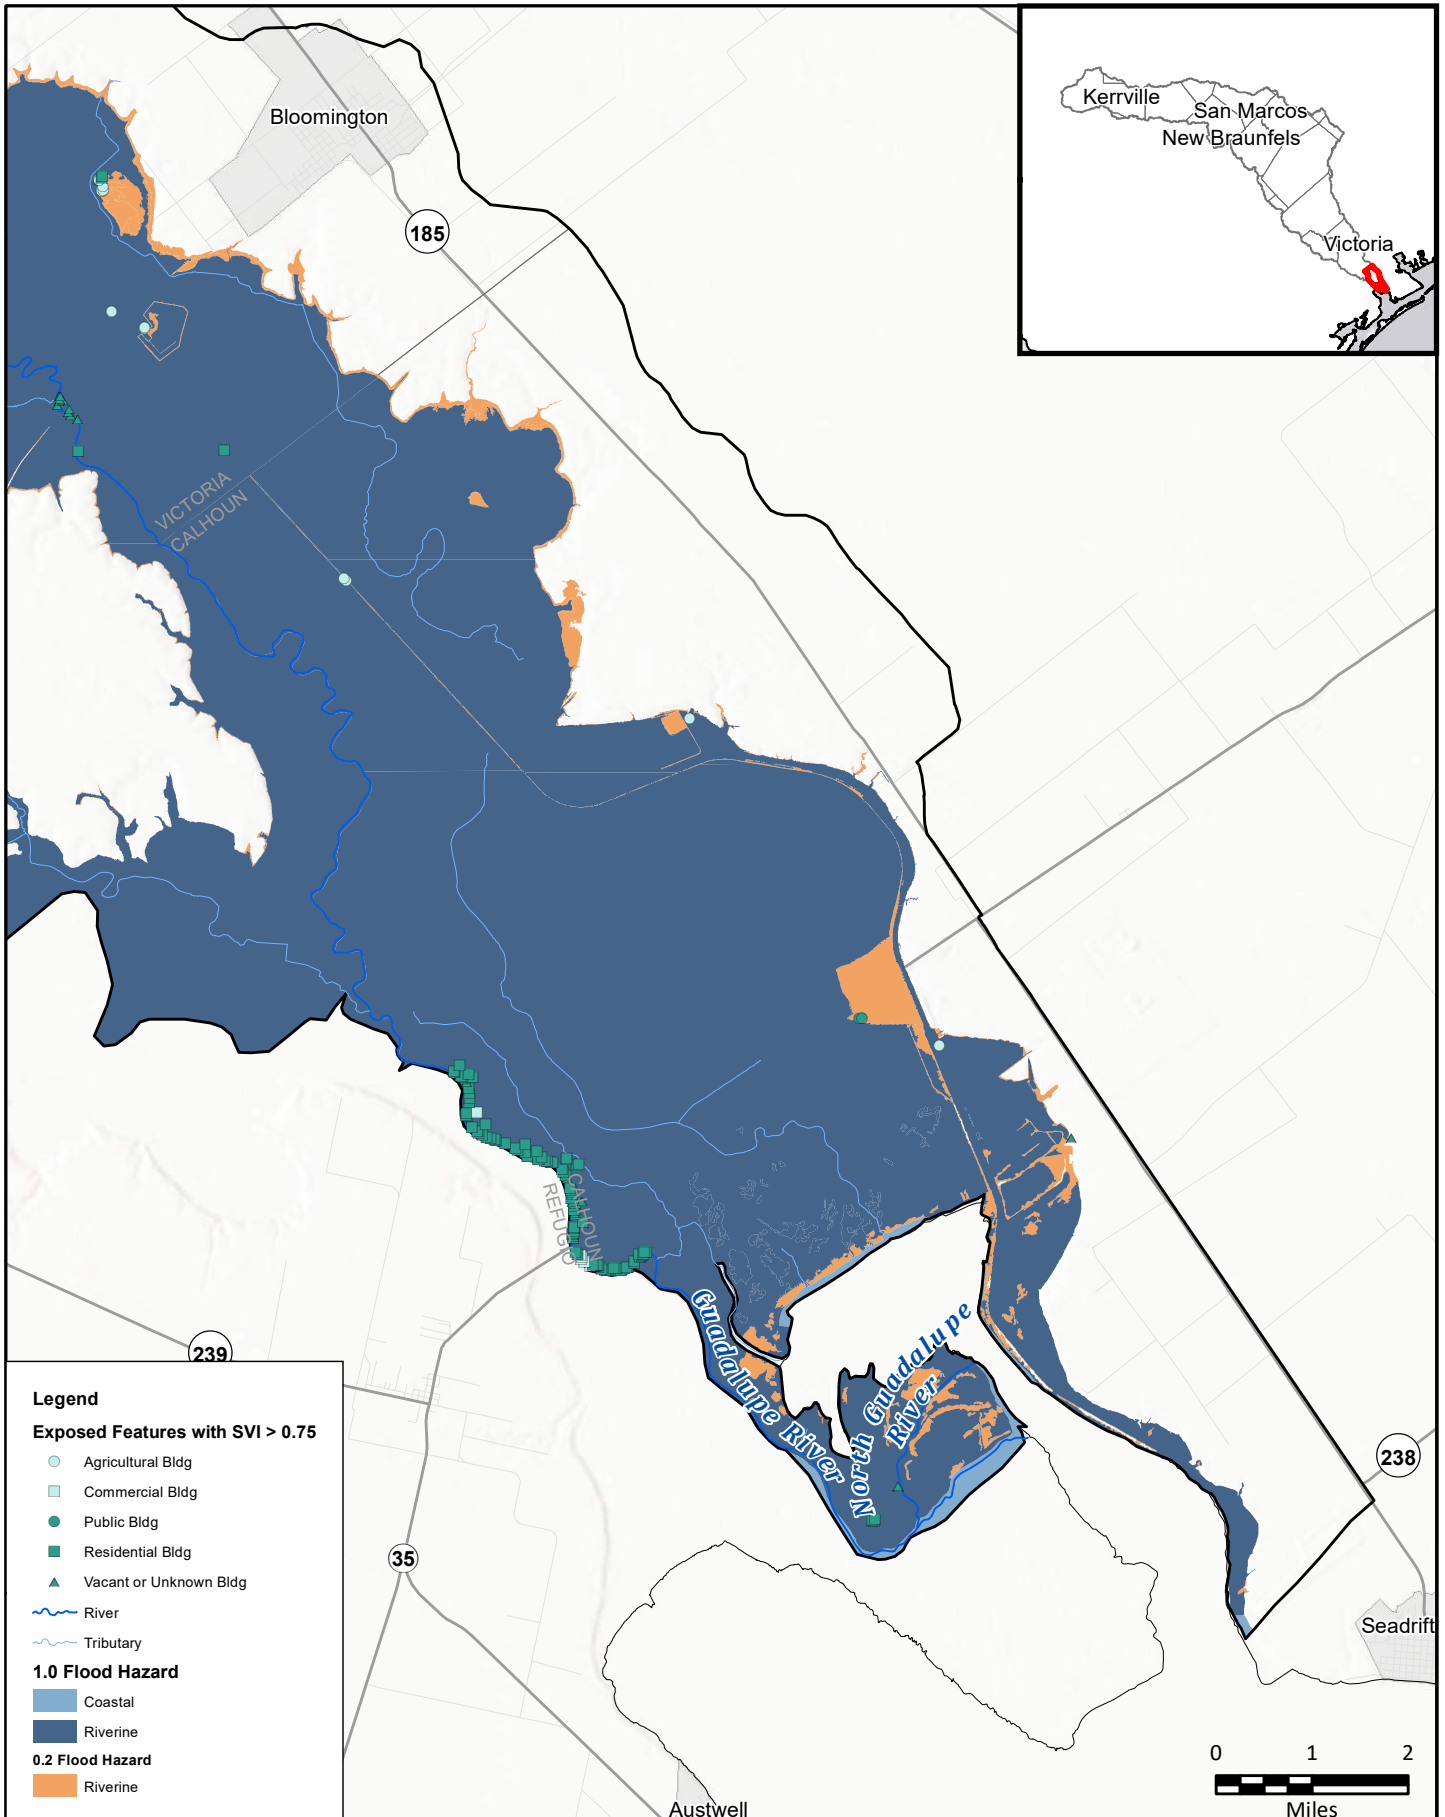 Bloomington
185
Kerrville
San Marcos
New Braunfels
Victoria
VICTORIA
CALHOUN
CALHOUN
REFUGIO
Guadalupe River
North Guadalupe
River
239
35
238
Seadrift
Austwell
Legend
Exposed Features with SVI > 0.75
Agricultural Bldg
Commercial Bldg
Public Bldg
Residential Bldg
Vacant or Unknown Bldg
River
Tributary
1.0 Flood Hazard
Coastal
Riverine
0.2 Flood Hazard
Riverine
0 1 2
Miles